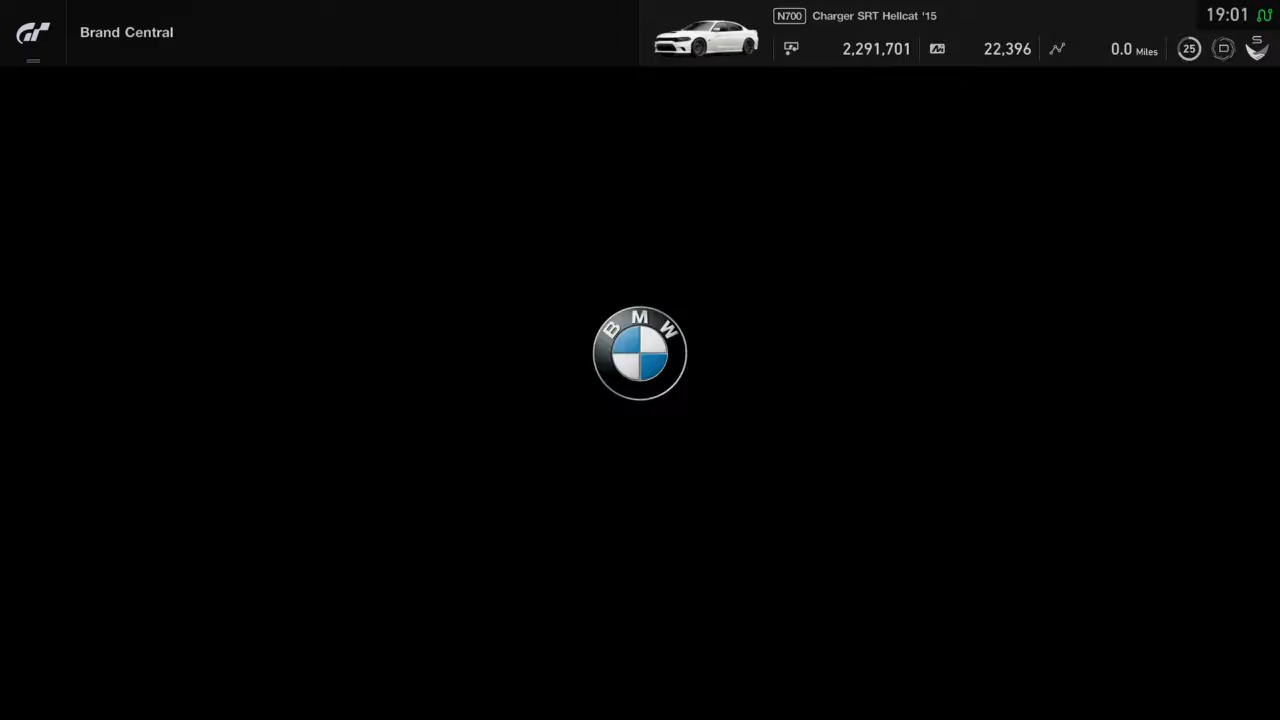 GT
Brand Central
N700 Charger SRT Hellcat '15
2,291,701
22,396
0.0 Miles
25
D
S
19:01
BMW